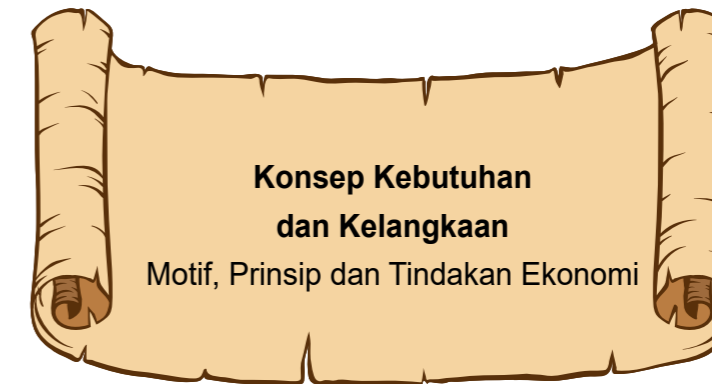 Konsep Kebutuhan
dan Kelangkaan
Motif, Prinsip dan Tindakan Ekonomi